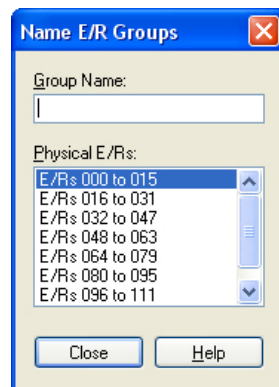 Name E/R Groups
Group Name:
Physical E/Rs:
E/Rs 000 to 015
E/Rs 016 to 031
E/Rs 032 to 047
E/Rs 048 to 063
E/Rs 064 to 079
E/Rs 080 to 095
E/Rs 096 to 111
Close Help